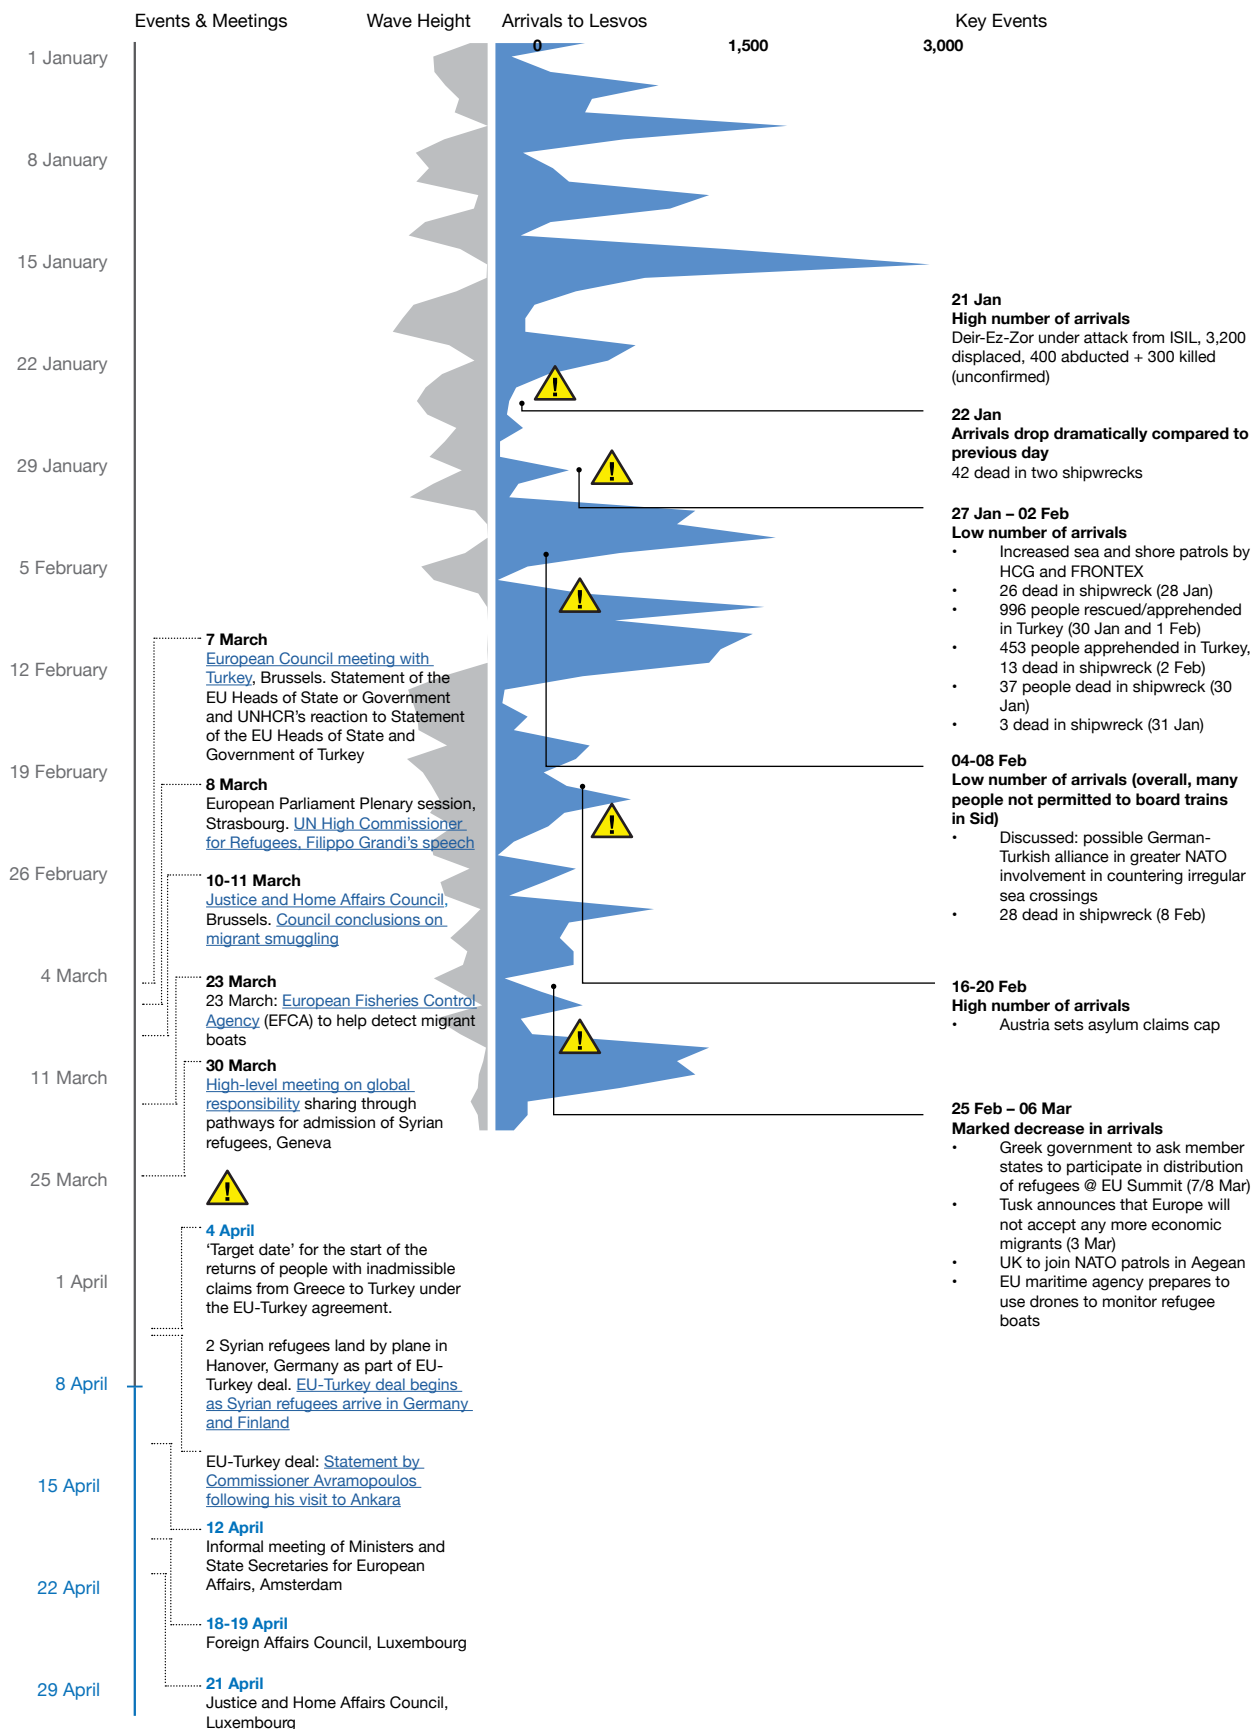 Events & Meetings
Wave Height
Arrivals to Lesvos
Key Events
0
1,500
3,000
1 January
8 January
15 January
22 January
29 January
5 February
12 February
19 February
26 February
4 March
11 March
25 March
1 April
8 April
15 April
22 April
29 April
7 March
European Council meeting with
Turkey, Brussels. Statement of the
EU Heads of State or Government
and UNHCR's reaction to Statement
of the EU Heads of State and
Government of Turkey
8 March
European Parliament Plenary session,
Strasbourg. UN High Commissioner
for Refugees, Filippo Grandi's speech
10-11 March
Justice and Home Affairs Council,
Brussels. Council conclusions on
migrant smuggling
23 March
23 March: European Fisheries Control
Agency (EFCA) to help detect migrant
boats
30 March
High-level meeting on global
responsibility sharing through
pathways for admission of Syrian
refugees, Geneva
!
4 April
'Target date' for the start of the
returns of people with inadmissible
claims from Greece to Turkey under
the EU-Turkey agreement.
2 Syrian refugees land by plane in
Hanover, Germany as part of EU-
Turkey deal. EU-Turkey deal begins
as Syrian refugees arrive in Germany
and Finland
EU-Turkey deal: Statement by
Commissioner Avramopoulos
following his visit to Ankara
12 April
Informal meeting of Ministers and
State Secretaries for European
Affairs, Amsterdam
18-19 April
Foreign Affairs Council, Luxembourg
21 April
Justice and Home Affairs Council,
Luxembourg
!
!
!
!
!
21 Jan
High number of arrivals
Deir-Ez-Zor under attack from ISIL, 3,200
displaced, 400 abducted + 300 killed
(unconfirmed)
22 Jan
Arrivals drop dramatically compared to
previous day
42 dead in two shipwrecks
27 Jan – 02 Feb
Low number of arrivals
• Increased sea and shore patrols by
HCG and FRONTEX
• 26 dead in shipwreck (28 Jan)
• 996 people rescued/apprehended
in Turkey (30 Jan and 1 Feb)
• 453 people apprehended in Turkey,
13 dead in shipwreck (2 Feb)
• 37 people dead in shipwreck (30
Jan)
• 3 dead in shipwreck (31 Jan)
04-08 Feb
Low number of arrivals (overall, many
people not permitted to board trains
in Sid)
• Discussed: possible German-
Turkish alliance in greater NATO
involvement in countering irregular
sea crossings
• 28 dead in shipwreck (8 Feb)
16-20 Feb
High number of arrivals
• Austria sets asylum claims cap
25 Feb – 06 Mar
Marked decrease in arrivals
• Greek government to ask member
states to participate in distribution
of refugees @ EU Summit (7/8 Mar)
• Tusk announces that Europe will
not accept any more economic
migrants (3 Mar)
• UK to join NATO patrols in Aegean
• EU maritime agency prepares to
use drones to monitor refugee
boats